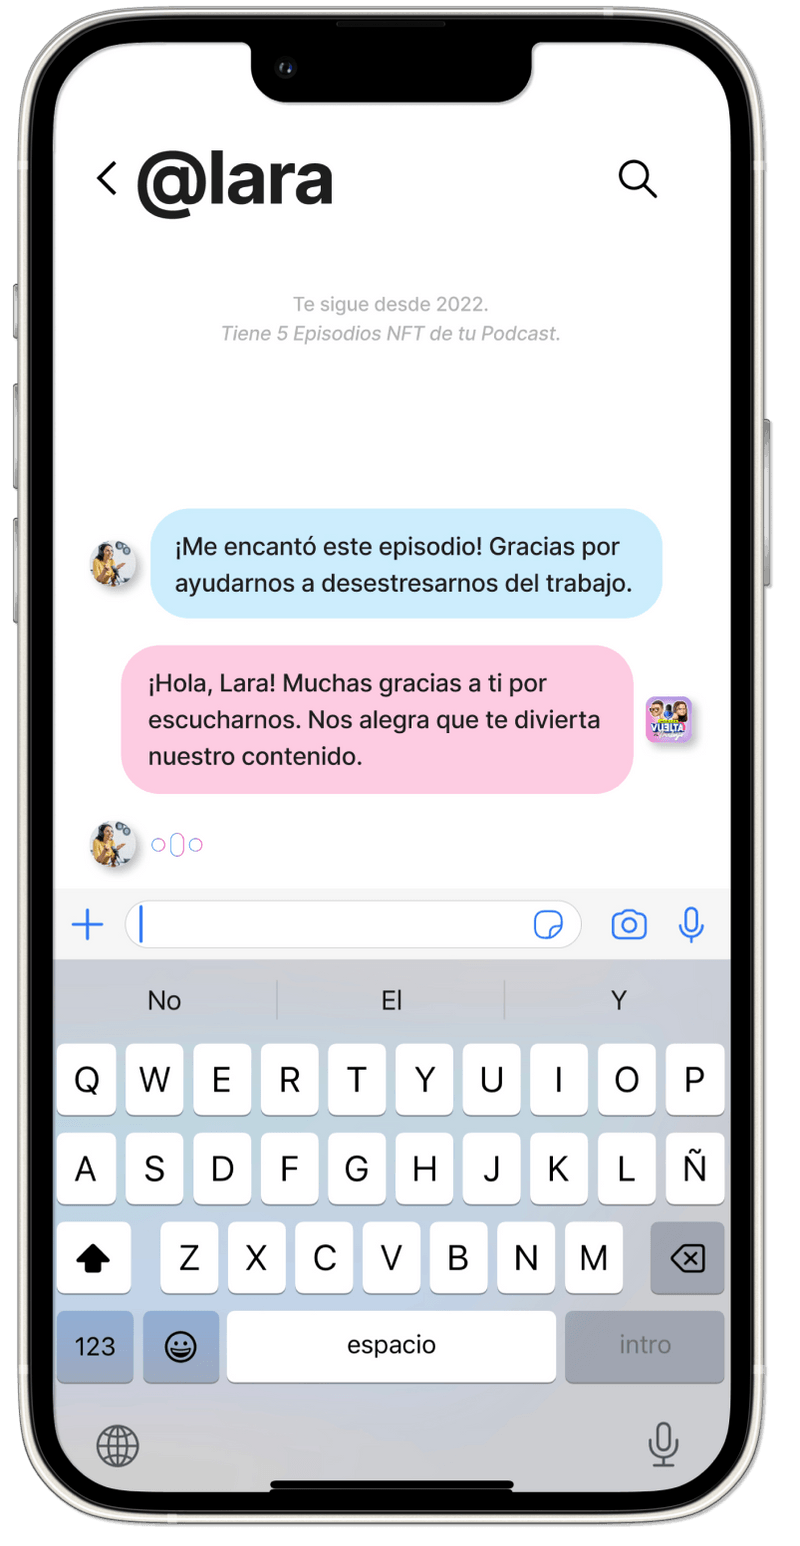 @lara
Te sigue desde 2022.
Tiene 5 Episodios NFT de tu Podcast.
¡Me encantó este episodio! Gracias por
ayudarnos a desestresarnos del trabajo.
¡Hola, Lara! Muchas gracias a ti por
escucharnos. Nos alegra que te divierta
nuestro contenido.
VUELTA
No El Y
Q W E R T Y U I O P
A S D F G H J K L Ñ
Z X C V B N M
123 espacio intro